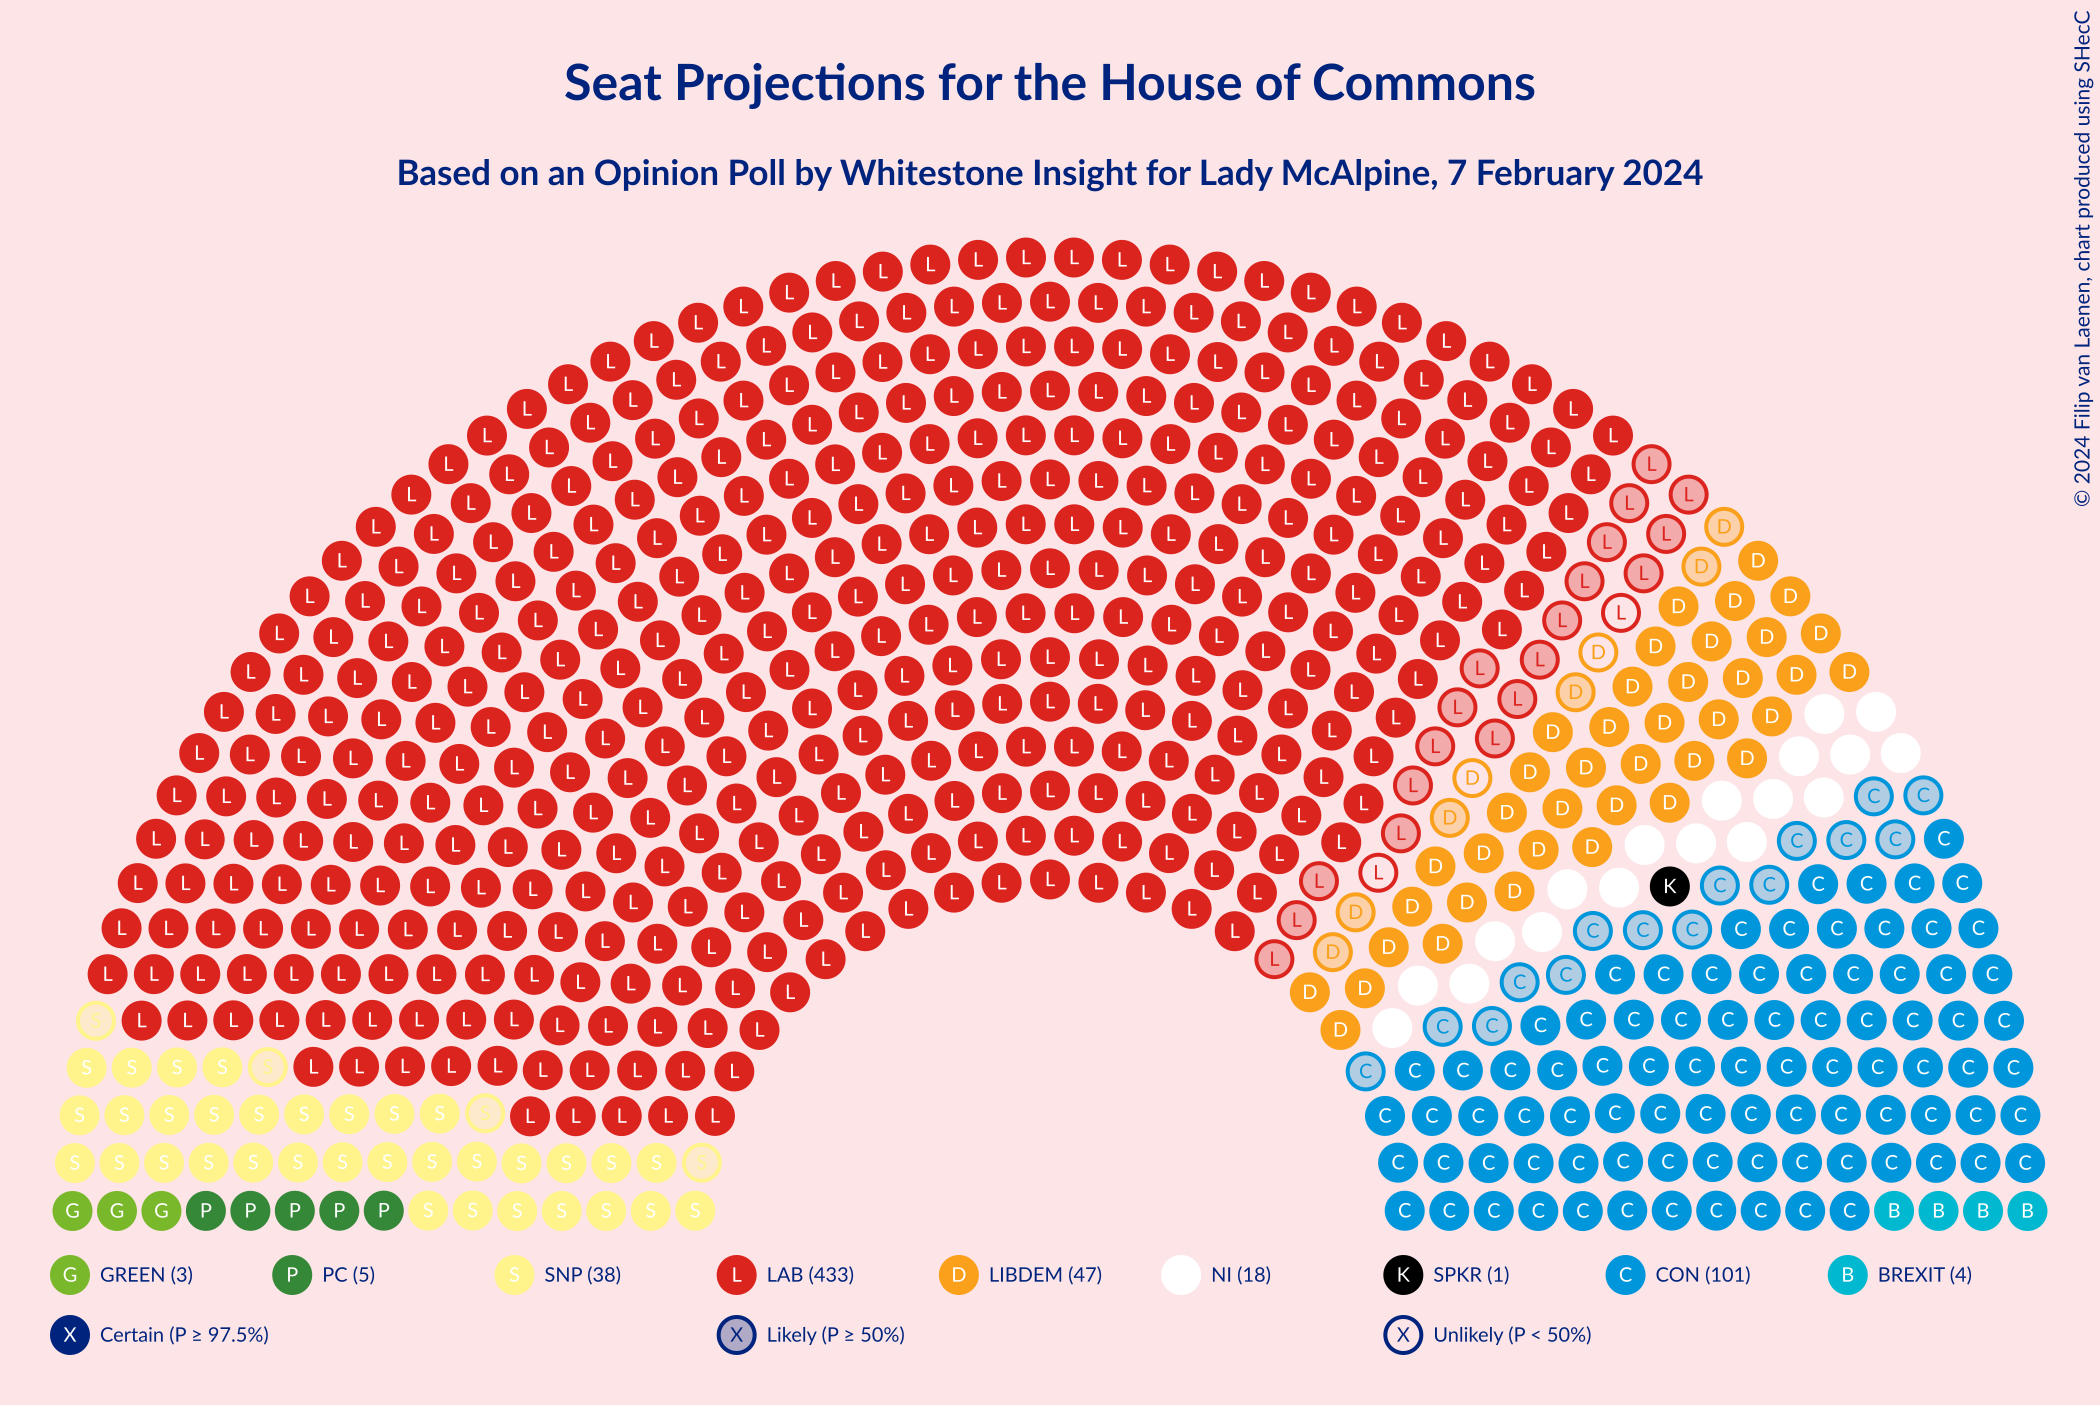 Seat Projections for the House of Commons
Based on an Opinion Poll by Whitestone Insight for Lady McAlpine, 7 February 2024
© 2024 Filip van Laenen, chart produced using SHecC
G GREEN (3) P PC (5) S SNP (38) L LAB (433) D LIBDEM (47) NI (18) K SPKR (1) C CON (101) B BREXIT (4)
X Certain (P ≥ 97.5%) X Likely (P ≥ 50%) X Unlikely (P < 50%)